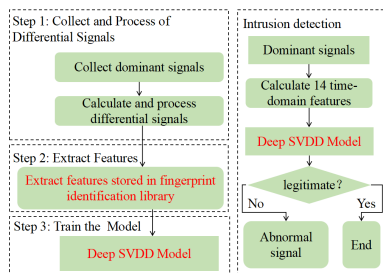 Step 1: Collect and Process of
Differential Signals
Collect dominant signals
Calculate and process
differential signals
Step 2: Extract Features
Extract features stored in fingerprint
identification library
Step 3: Train the Model
Deep SVDD Model
Intrusion detection
Dominant signals
Calculate 14 time-
domain features
Deep SVDD Model
legitimate?
No
Yes
Abnormal
signal
End